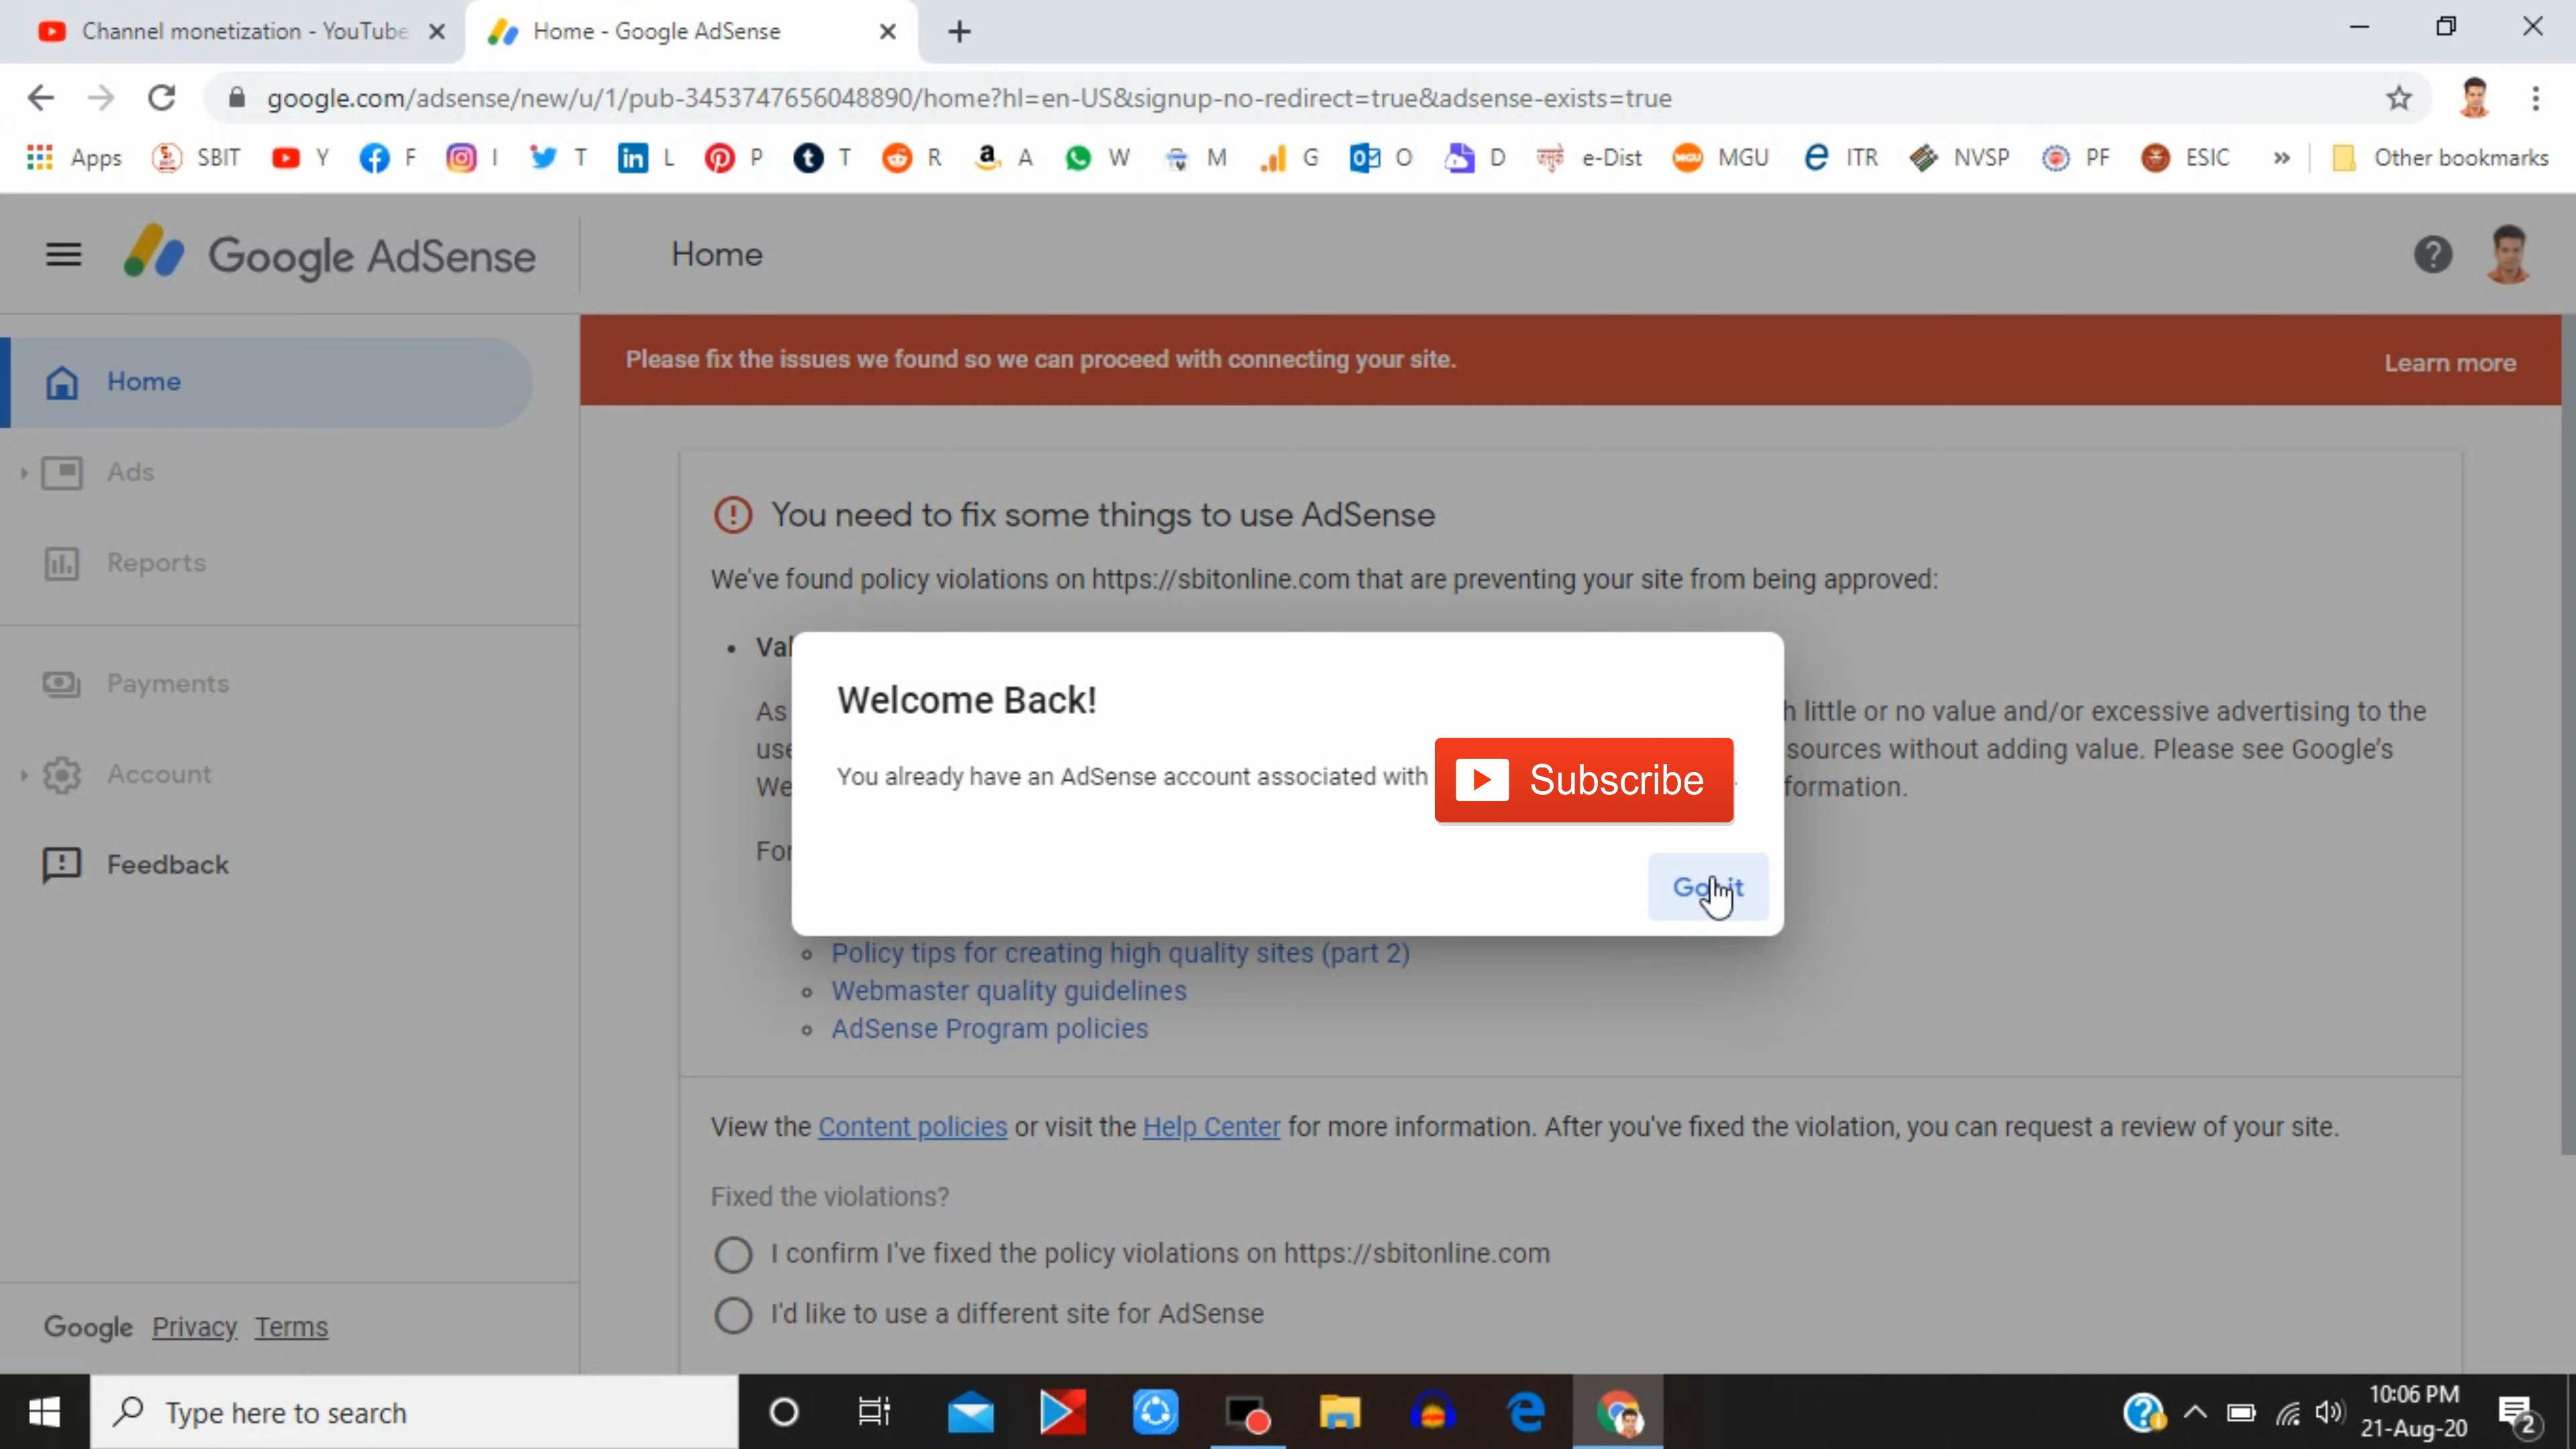 Channel monetization - YouTube
Home - Google AdSense
google.com/adsense/new/u/1/pub-3453747656048890/home?hl=en-US&signup-no-redirect=true&adsense-exists=true
Apps SBIT Y F I T L P T R A W M G O D e-Dist MGU ITR NVSP PF ESIC » Other bookmarks
Google AdSense
Home
Home
Ads
Reports
Payments
Account
Feedback
Google Privacy Terms
Please fix the issues we found so we can proceed with connecting your site.
Learn more
You need to fix some things to use AdSense
We've found policy violations on https://sbitonline.com that are preventing your site from being approved:
Welcome Back!
You already have an AdSense account associated with
Subscribe
Got it
As
little or no value and/or excessive advertising to the
sources without adding value. Please see Google's
We
Policy tips for creating high quality sites (part 2)
Webmaster quality guidelines
AdSense Program policies
View the Content policies or visit the Help Center for more information. After you've fixed the violation, you can request a review of your site.
Fixed the violations?
I confirm I've fixed the policy violations on https://sbitonline.com
I'd like to use a different site for AdSense
Type here to search
10:06 PM
21-Aug-20
2